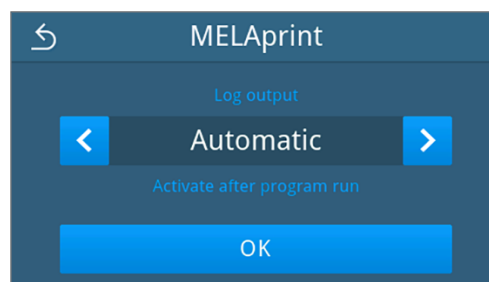 MELAprint
Log output
Automatic
Activate after program run
OK